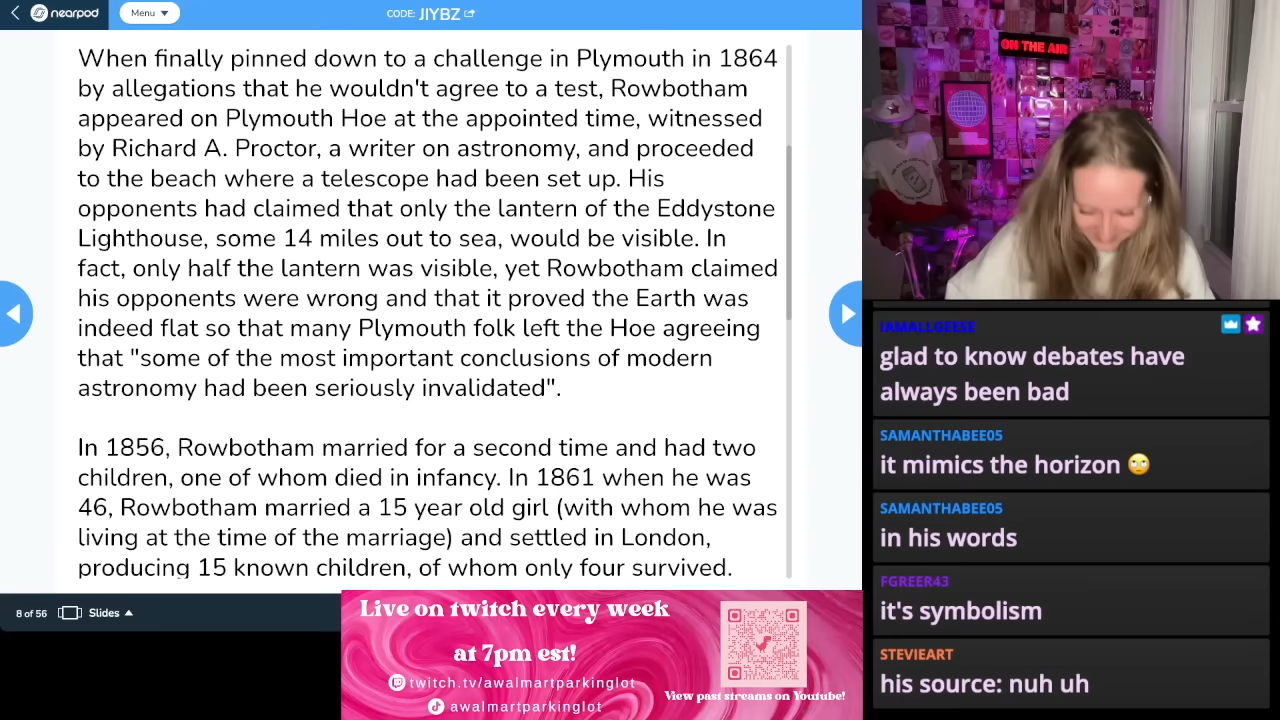 nearpod
Menu
CODE: JIYBZ
When finally pinned down to a challenge in Plymouth in 1864
by allegations that he wouldn't agree to a test, Rowbotham
appeared on Plymouth Hoe at the appointed time, witnessed
by Richard A. Proctor, a writer on astronomy, and proceeded
to the beach where a telescope had been set up. His
opponents had claimed that only the lantern of the Eddystone
Lighthouse, some 14 miles out to sea, would be visible. In
fact, only half the lantern was visible, yet Rowbotham claimed
his opponents were wrong and that it proved the Earth was
indeed flat so that many Plymouth folk left the Hoe agreeing
that "some of the most important conclusions of modern
astronomy had been seriously invalidated".
In 1856, Rowbotham married for a second time and had two
children, one of whom died in infancy. In 1861 when he was
46, Rowbotham married a 15 year old girl (with whom he was
living at the time of the marriage) and settled in London,
producing 15 known children, of whom only four survived.
8 of 56
Slides
Live on twitch every week
at 7pm est!
twitch.tv/awalmartparkinglot
awalmartparkinglot
View past streams on Youtube!
ON THE AIR
IAMALLGEESE
glad to know debates have
always been bad
SAMANTHABEE05
it mimics the horizon 🙄
SAMANTHABEE05
in his words
FGREER43
it's symbolism
STEVIEART
his source: nuh uh